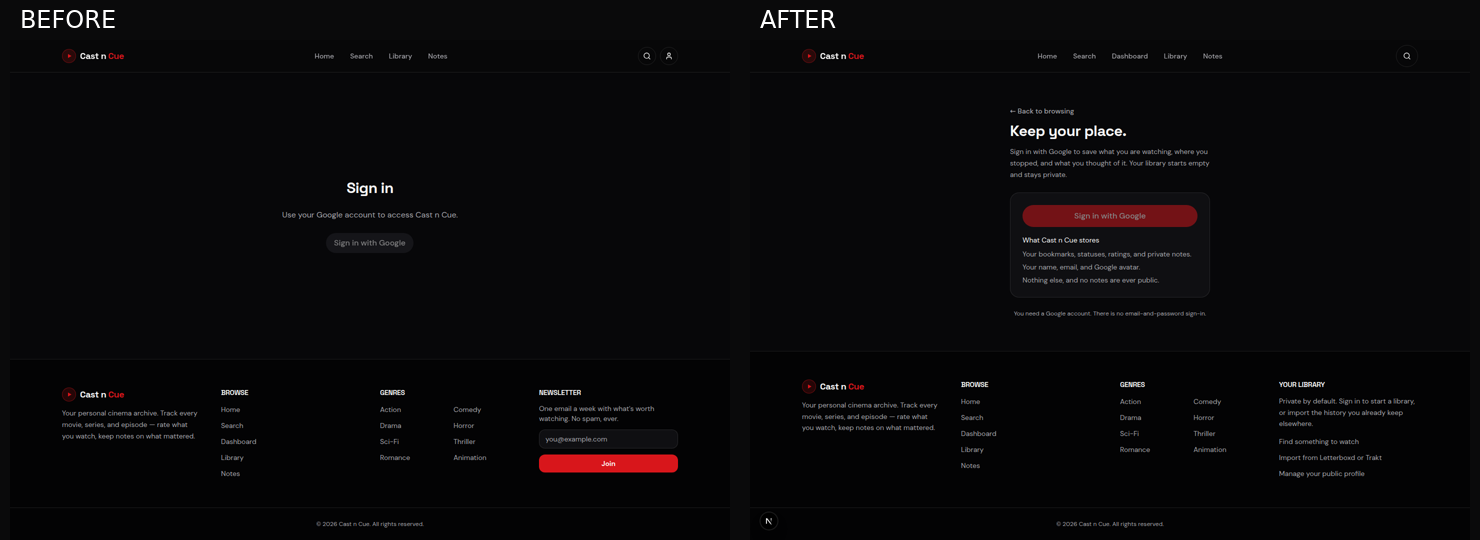 BEFORE
Cast n Cue
Home Search Library Notes
Sign in
Use your Google account to access Cast n Cue.
Sign in with Google
Cast n Cue
Your personal cinema archive. Track every
movie, series, and episode — rate what
you watch, keep notes on what mattered.
BROWSE
Home
Search
Dashboard
Library
Notes
GENRES
Action Comedy
Drama Horror
Sci-Fi Thriller
Romance Animation
NEWSLETTER
One email a week with what's worth
watching. No spam, ever.
you@example.com
Join
© 2026 Cast n Cue. All rights reserved.
AFTER
Cast n Cue
Home Search Dashboard Library Notes
← Back to browsing
Keep your place.
Sign in with Google to save what you are watching, where you
stopped, and what you thought of it. Your library starts empty
and stays private.
Sign in with Google
What Cast n Cue stores
Your bookmarks, statuses, ratings, and private notes.
Your name, email, and Google avatar.
Nothing else, and no notes are ever public.
You need a Google account. There is no email-and-password sign-in.
Cast n Cue
Your personal cinema archive. Track every
movie, series, and episode — rate what
you watch, keep notes on what mattered.
BROWSE
Home
Search
Dashboard
Library
Notes
GENRES
Action Comedy
Drama Horror
Sci-Fi Thriller
Romance Animation
YOUR LIBRARY
Private by default. Sign in to start a library,
or import the history you already keep
elsewhere.
Find something to watch
Import from Letterboxd or Trakt
Manage your public profile
N
© 2026 Cast n Cue. All rights reserved.